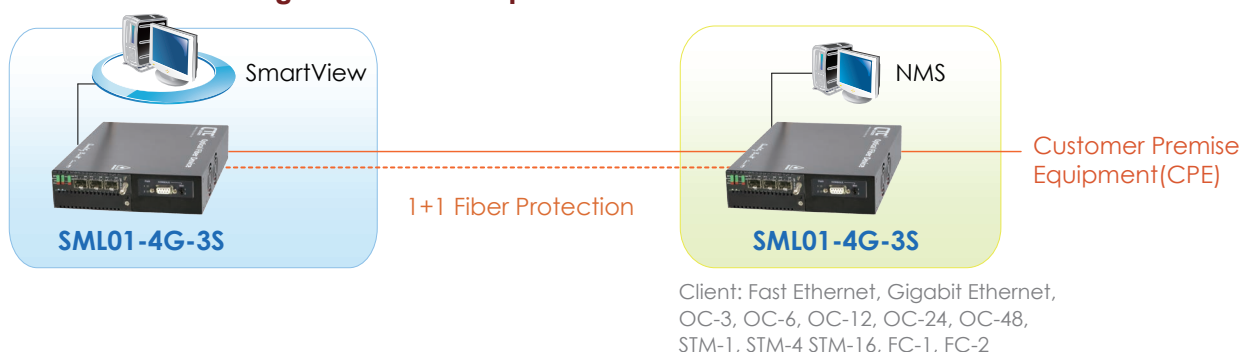 SmartView
NMS
CTC
CTC
Customer Premise
Equipment(CPE)
1+1 Fiber Protection
SML01-4G-3S
SML01-4G-3S
Client: Fast Ethernet, Gigabit Ethernet,
OC-3, OC-6, OC-12, OC-24, OC-48,
STM-1, STM-4 STM-16, FC-1, FC-2